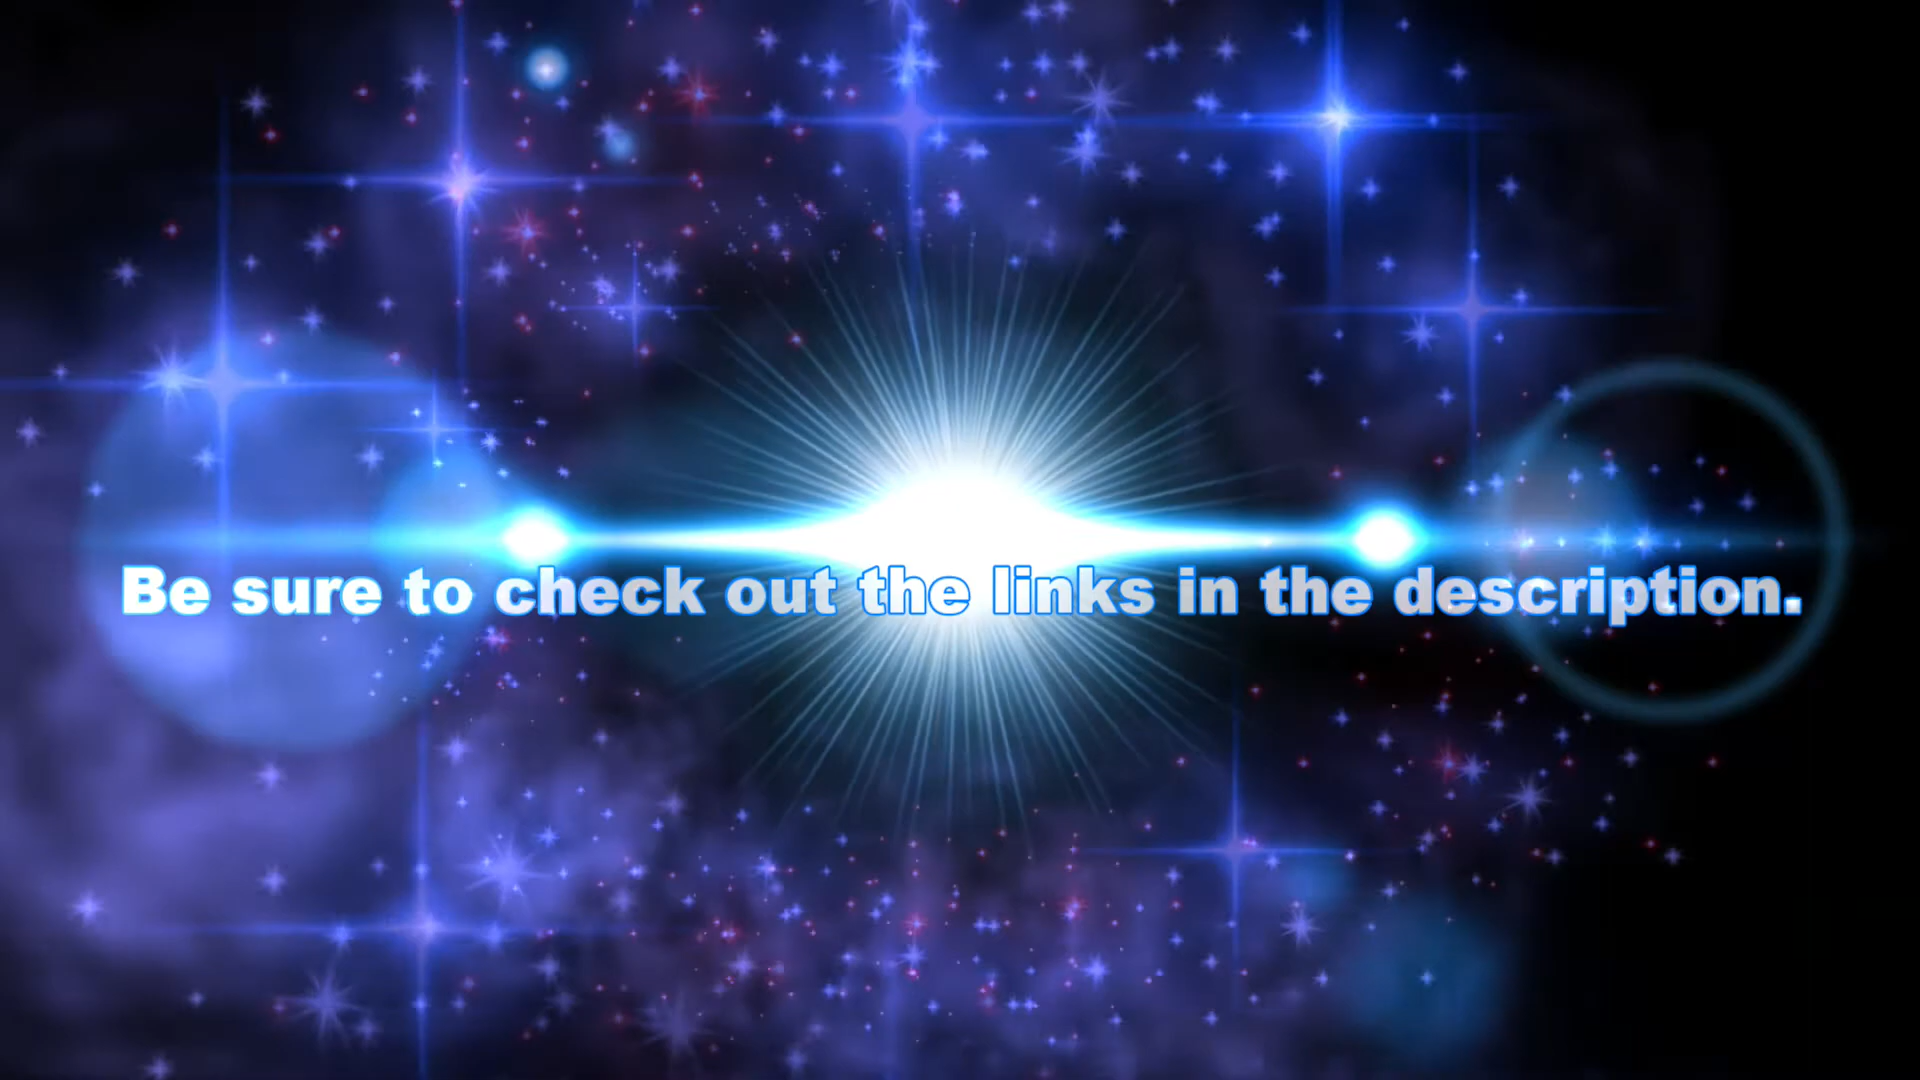 Be sure to check out the links in the description.